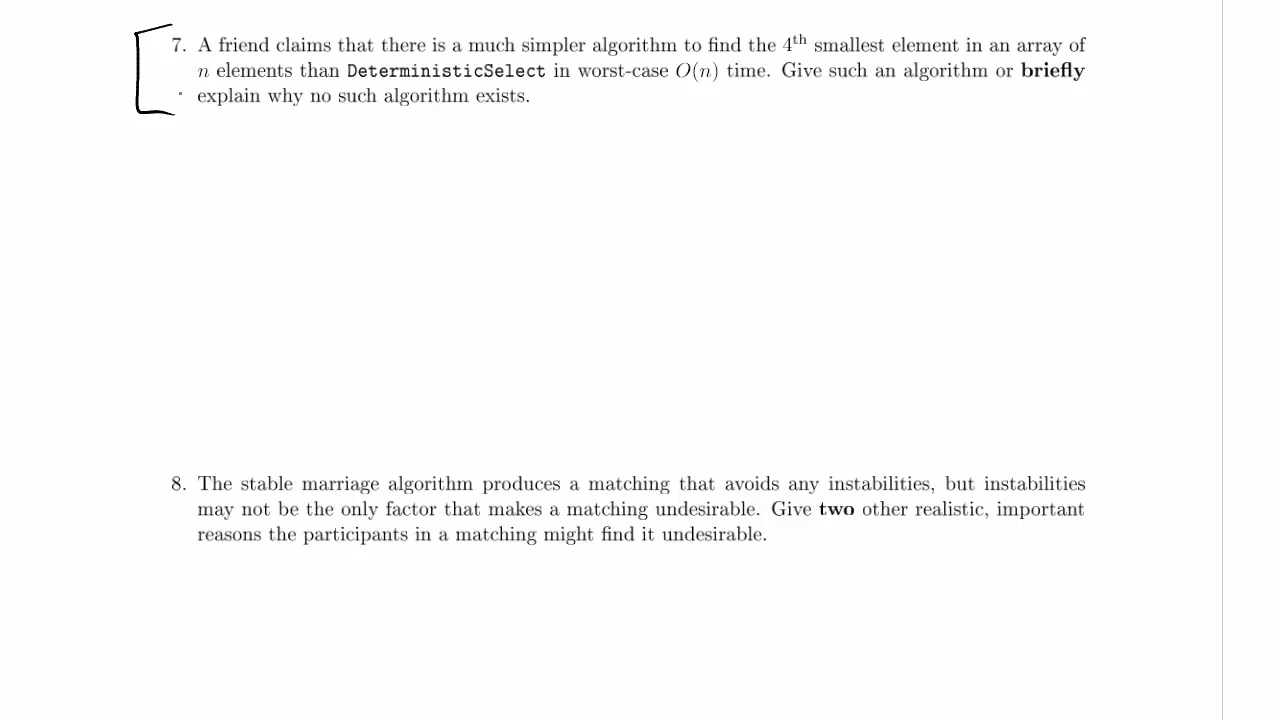 7. A friend claims that there is a much simpler algorithm to find the 4th smallest element in an array of
n elements than DeterministicSelect in worst-case O(n) time. Give such an algorithm or briefly
explain why no such algorithm exists.
8. The stable marriage algorithm produces a matching that avoids any instabilities, but instabilities
may not be the only factor that makes a matching undesirable. Give two other realistic, important
reasons the participants in a matching might find it undesirable.